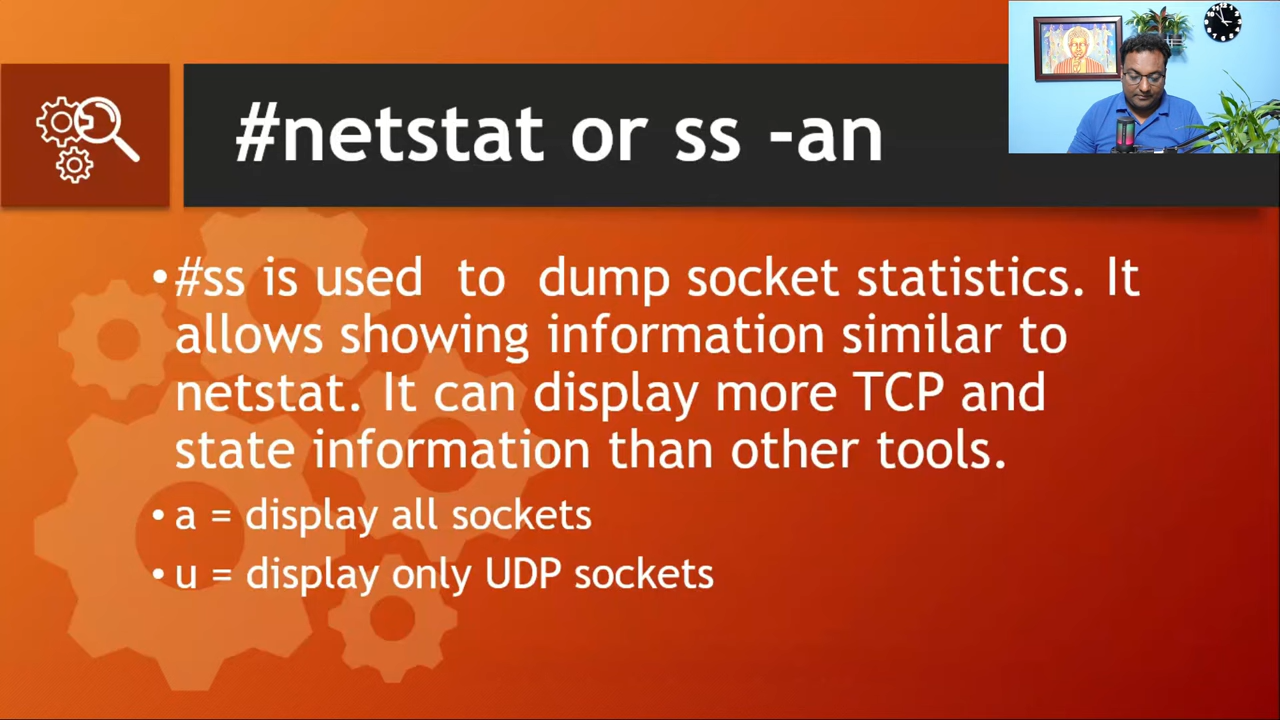 #netstat or ss -an
•#ss is used to dump socket statistics. It
allows showing information similar to
netstat. It can display more TCP and
state information than other tools.
• a = display all sockets
• u = display only UDP sockets